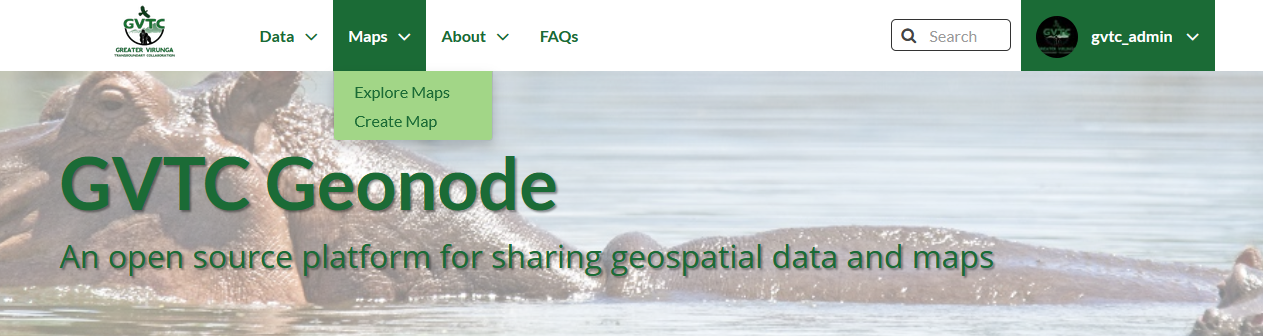 GVTC
GREATER VIRUNGA
TRANSBOUNDARY COLLABORATION
Data
Maps
About
FAQs
Search
GVTC
gvtc_admin
Explore Maps
Create Map
GVTC Geonode
An open source platform for sharing geospatial data and maps